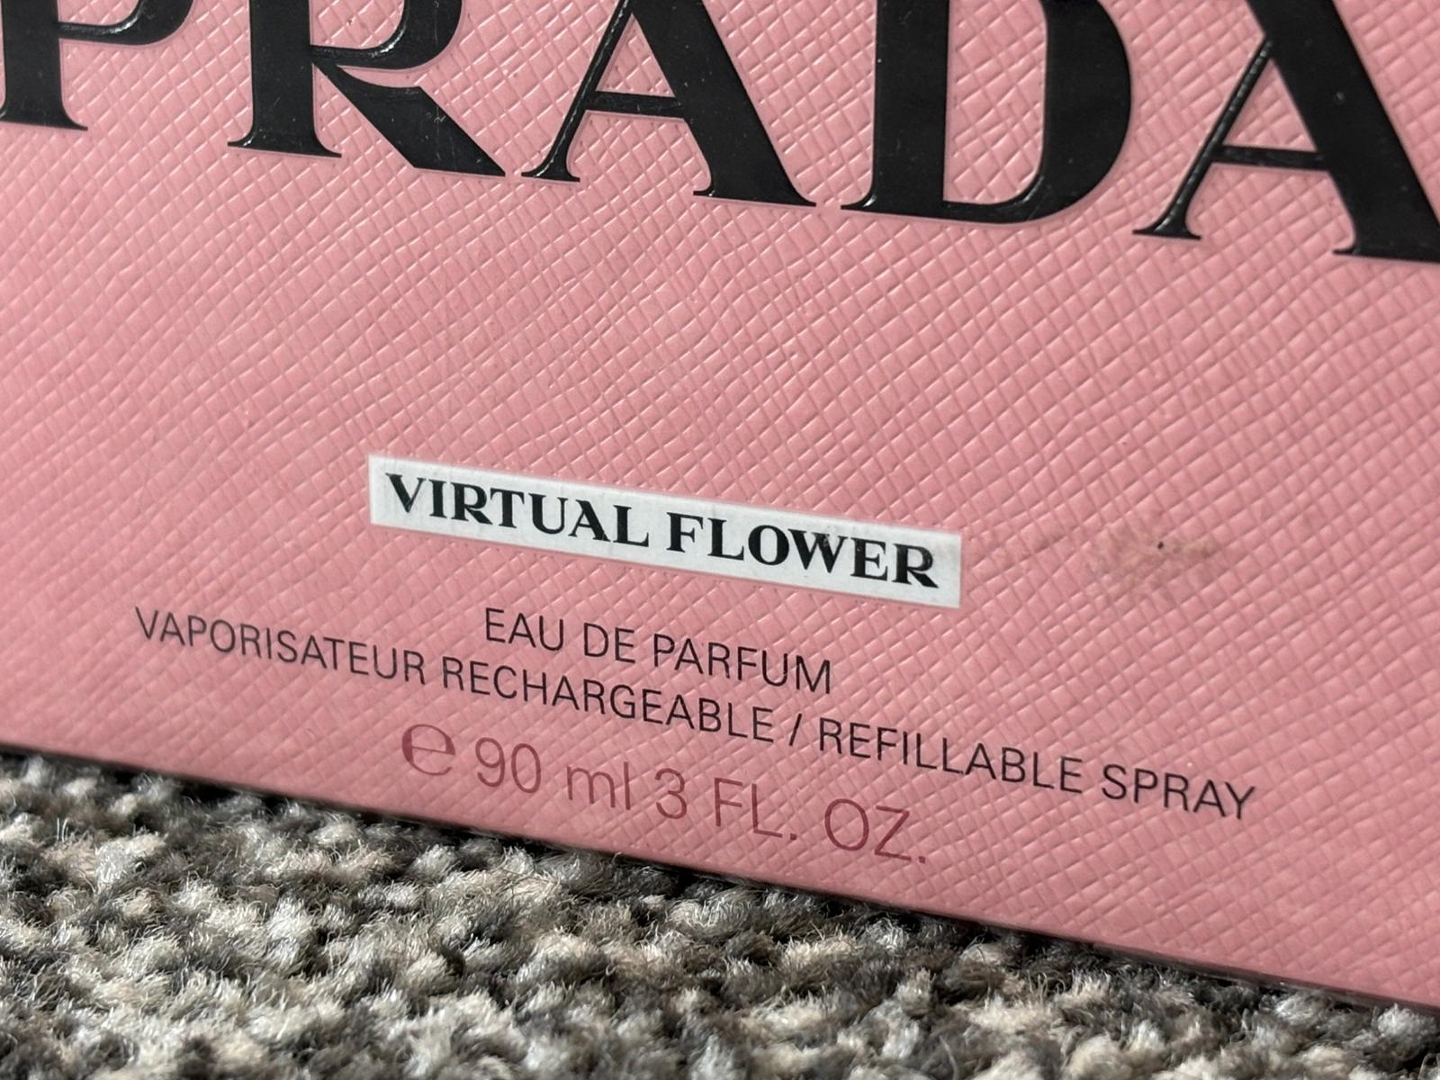 PRADA
VIRTUAL FLOWER
EAU DE PARFUM
VAPORISATEUR RECHARGEABLE / REFILLABLE SPRAY
℮ 90 ml 3 FL. OZ.